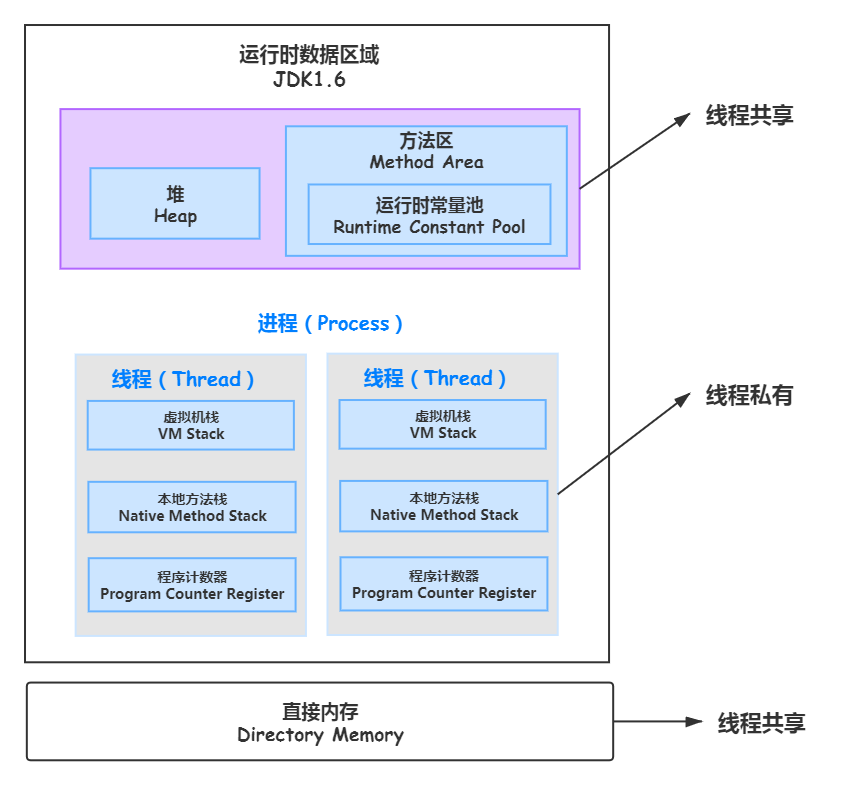 运行时数据区域
JDK1.6
线程共享
方法区
Method Area
堆
Heap
运行时常量池
Runtime Constant Pool
进程 ( Process )
线程 ( Thread )
虚拟机栈
VM Stack
本地方法栈
Native Method Stack
程序计数器
Program Counter Register
线程 ( Thread )
虚拟机栈
VM Stack
本地方法栈
Native Method Stack
程序计数器
Program Counter Register
线程私有
直接内存
Directory Memory
线程共享